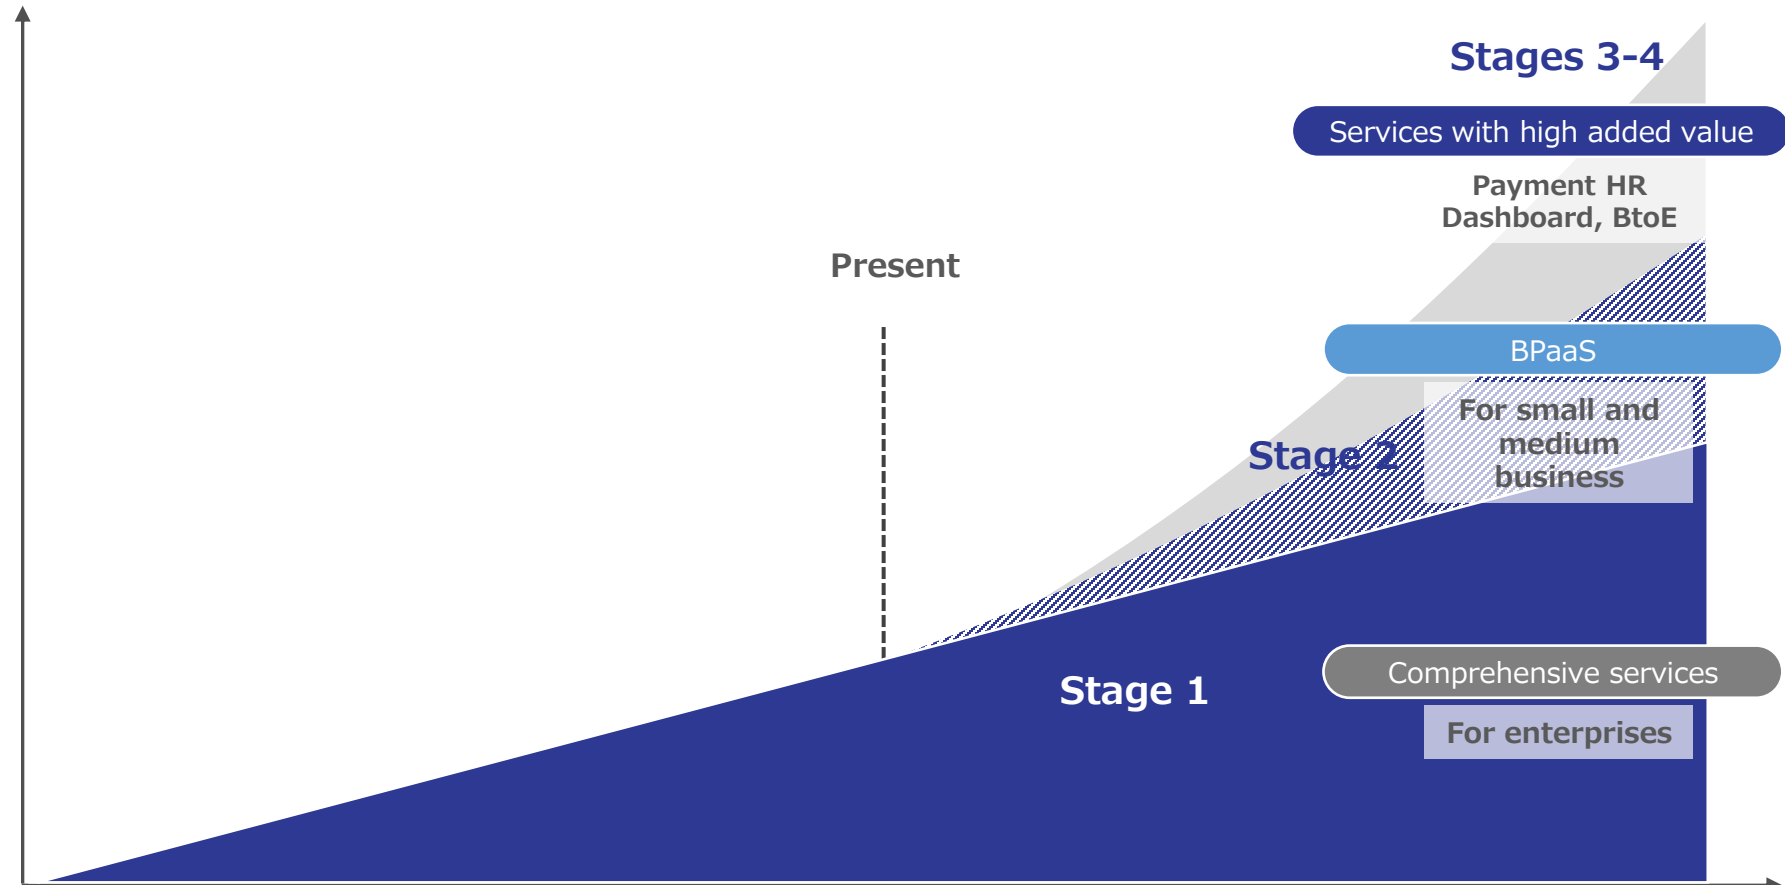 Stages 3-4
Services with high added value
Payment HR
Dashboard, BtoE
Present
BPaaS
For small and
medium
business
Stage 2
Stage 1
Comprehensive services
For enterprises